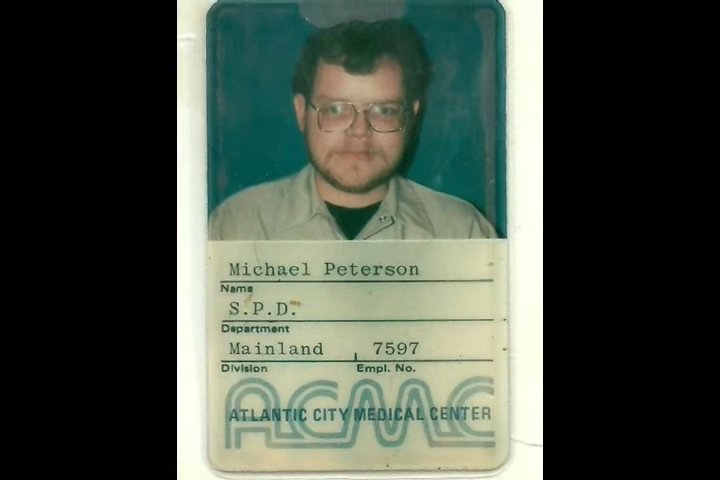 Michael Peterson
Name
S.P.D.
Department
Mainland 7597
Division Empl. No.
ACMC
ATLANTIC CITY MEDICAL CENTER